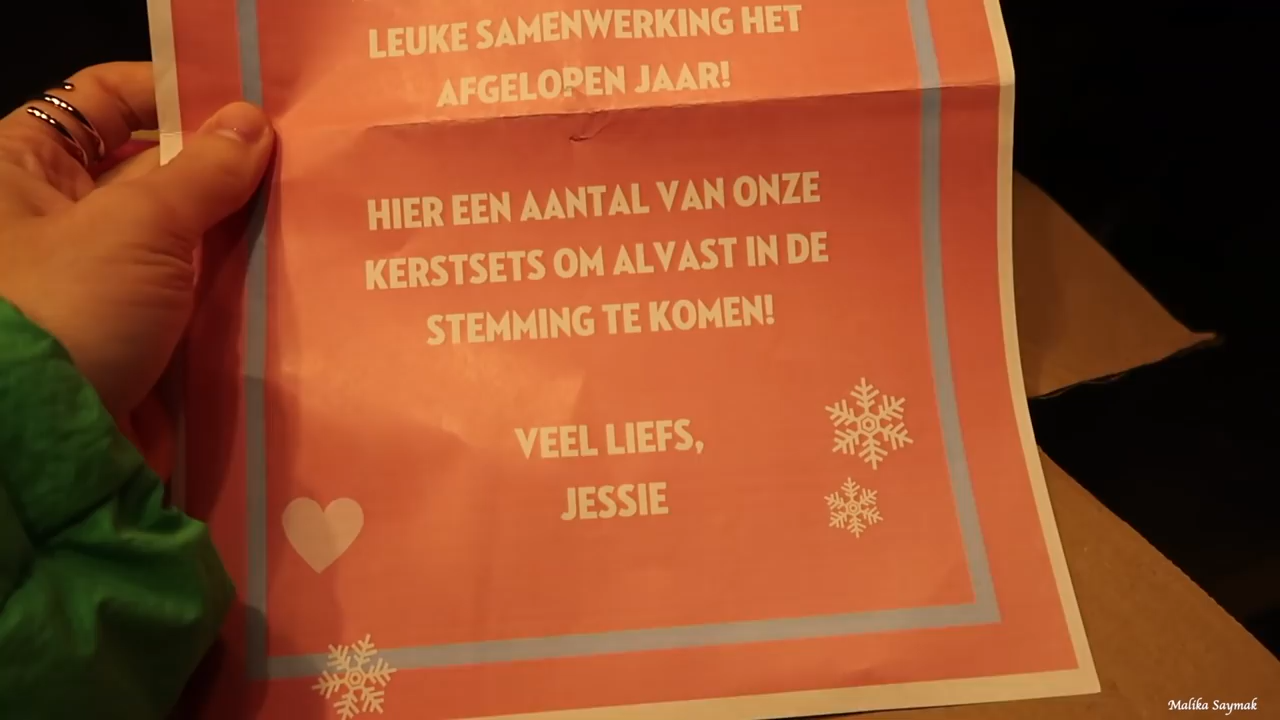 LEUKE SAMENWERKING HET
AFGELOPEN JAAR!
HIER EEN AANTAL VAN ONZE
KERSTSETS OM ALVAST IN DE
STEMMING TE KOMEN!
VEEL LIEFS,
JESSIE
Malika Saymak